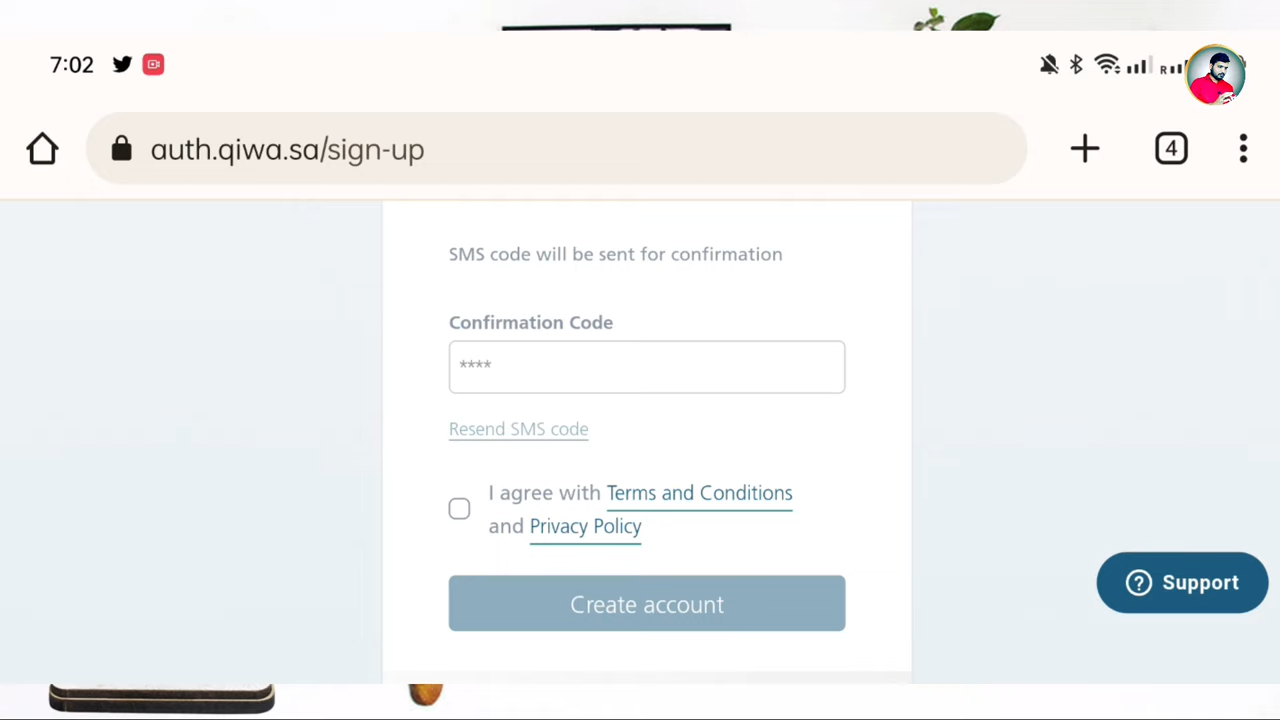 7:02
R
auth.qiwa.sa/sign-up
4
SMS code will be sent for confirmation
Confirmation Code
****
Resend SMS code
I agree with Terms and Conditions
and Privacy Policy
Create account
Support